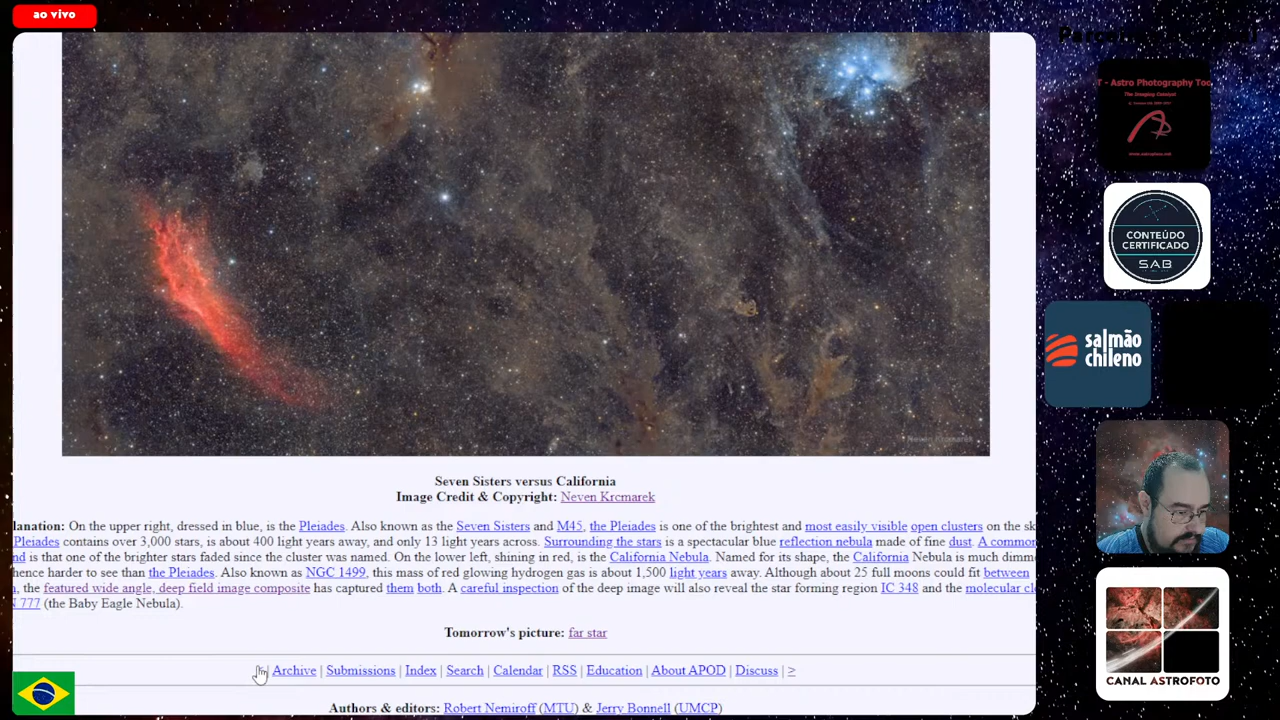 ao vivo
T - Astro Photography Too
The Imaging Catalyst
CONTEÚDO
CERTIFICADO
SAB
salmão
chileno
Neven Krcmarek
Seven Sisters versus California
Image Credit & Copyright: Neven Krcmarek
lanation: On the upper right, dressed in blue, is the Pleiades. Also known as the Seven Sisters and M45, the Pleiades is one of the brightest and most easily visible open clusters on the sk
Pleiades contains over 3,000 stars, is about 400 light years away, and only 13 light years across. Surrounding the stars is a spectacular blue reflection nebula made of fine dust. A common
nd is that one of the brighter stars faded since the cluster was named. On the lower left, shining in red, is the California Nebula. Named for its shape, the California Nebula is much dimm
hence harder to see than the Pleiades. Also known as NGC 1499, this mass of red glowing hydrogen gas is about 1,500 light years away. Although about 25 full moons could fit between
, the featured wide angle, deep field image composite has captured them both. A careful inspection of the deep image will also reveal the star forming region IC 348 and the molecular cl
N 777 (the Baby Eagle Nebula).
Tomorrow's picture: far star
| Archive | Submissions | Index | Search | Calendar | RSS | Education | About APOD | Discuss | >
Authors & editors: Robert Nemiroff (MTU) & Jerry Bonnell (UMCP)
CANAL ASTROFOTO